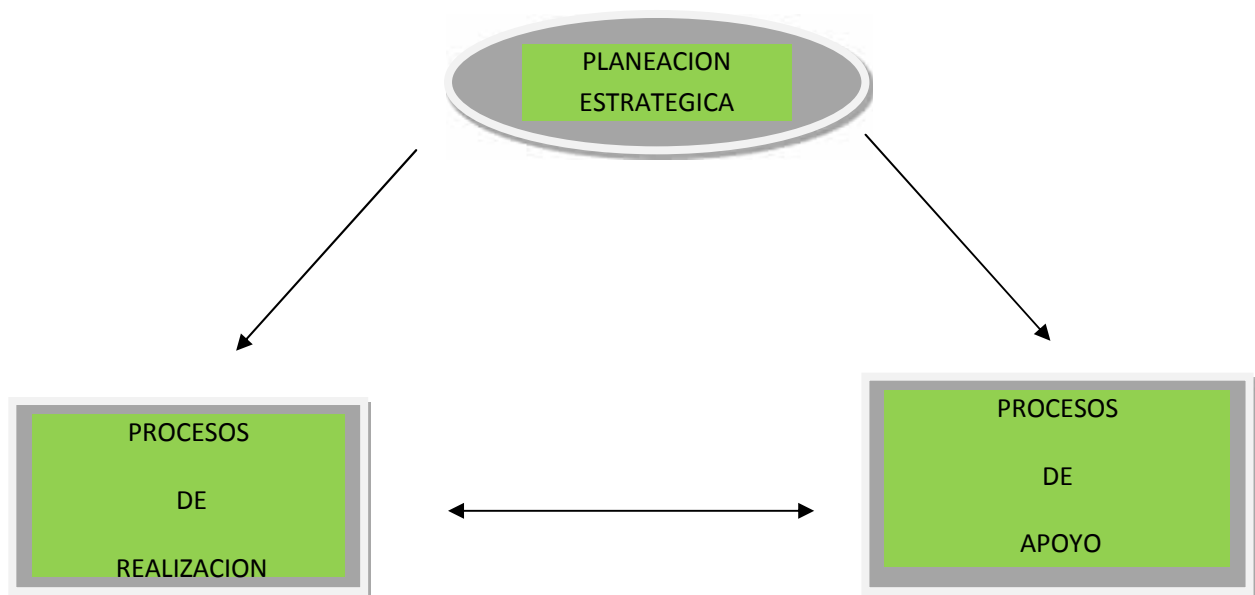 PLANEACION
ESTRATEGICA
PROCESOS
DE
REALIZACION
PROCESOS
DE
APOYO